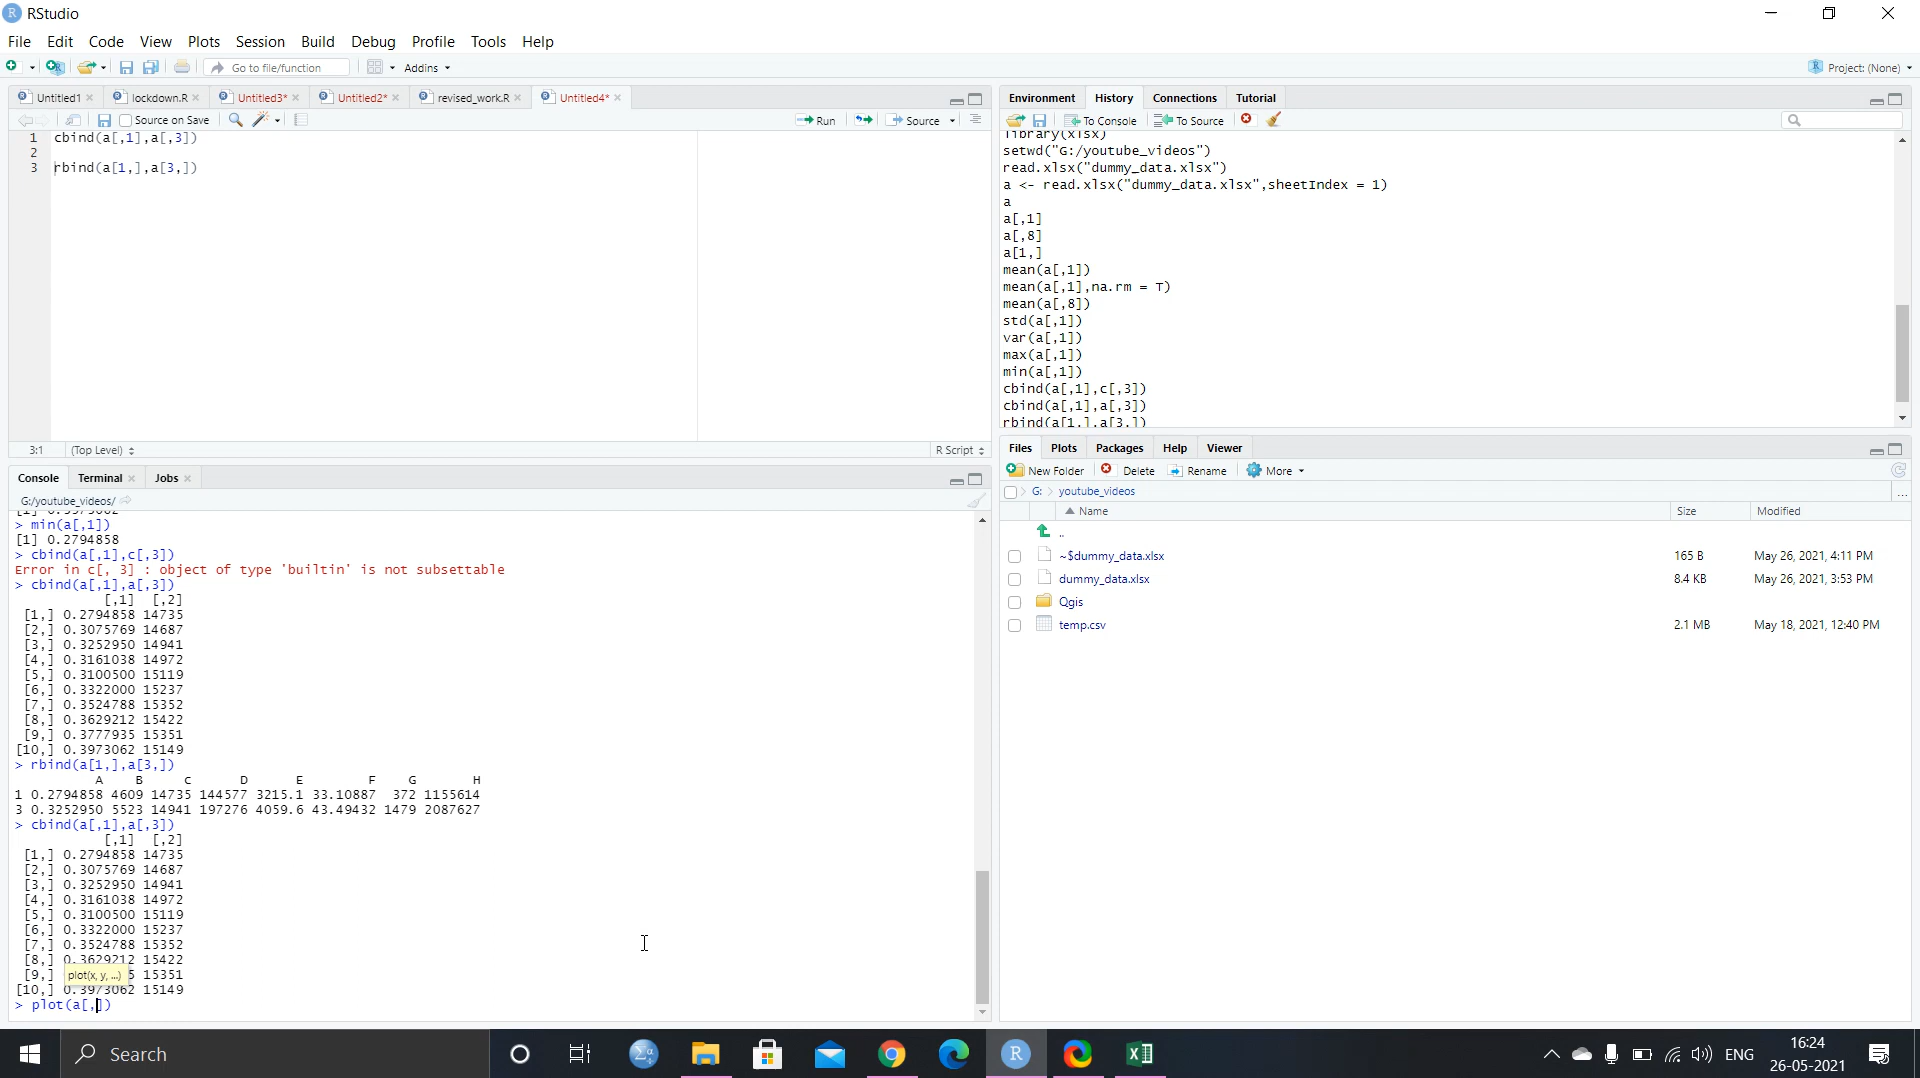 RStudio
File Edit Code View Plots Session Build Debug Profile Tools Help
Go to file/function Addins Project: (None)
Untitled1 lockdown.R Untitled3* Untitled2* revised_work.R Untitled4*
Source on Save Run Source
1 cbind(a[,1],a[,3])
2
3 rbind(a[1,],a[3,])
3:1 (Top Level) R Script
Console Terminal Jobs
G:/youtube_videos/
> min(a[,1])
[1] 0.2794858
> cbind(a[,1],c[,3])
Error in c[, 3] : object of type 'builtin' is not subsettable
> cbind(a[,1],a[,3])
[,1] [,2]
[1,] 0.2794858 14735
[2,] 0.3075769 14687
[3,] 0.3252950 14941
[4,] 0.3161038 14972
[5,] 0.3100500 15119
[6,] 0.3322000 15237
[7,] 0.3524788 15352
[8,] 0.3629212 15422
[9,] 0.3777935 15351
[10,] 0.3973062 15149
> rbind(a[1,],a[3,])
A B C D E F G H
1 0.2794858 4609 14735 144577 3215.1 33.10887 372 1155614
3 0.3252950 5523 14941 197276 4059.6 43.49432 1479 2087627
> cbind(a[,1],a[,3])
[,1] [,2]
[1,] 0.2794858 14735
[2,] 0.3075769 14687
[3,] 0.3252950 14941
[4,] 0.3161038 14972
[5,] 0.3100500 15119
[6,] 0.3322000 15237
[7,] 0.3524788 15352
[8,] 0.3629212 15422
[9,] plot(x, y, ...) 5 15351
[10,] 0.3973062 15149
> plot(a[,])
Environment History Connections Tutorial
To Console To Source
library(xlsx)
setwd("G:/youtube_videos")
read.xlsx("dummy_data.xlsx")
a <- read.xlsx("dummy_data.xlsx",sheetIndex = 1)
a
a[,1]
a[,8]
a[1,]
mean(a[,1])
mean(a[,1],na.rm = T)
mean(a[,8])
std(a[,1])
var(a[,1])
max(a[,1])
min(a[,1])
cbind(a[,1],c[,3])
cbind(a[,1],a[,3])
rbind(a[1,],a[3,])
Files Plots Packages Help Viewer
New Folder Delete Rename More
G: youtube_videos ...
Name Size Modified
..
~$dummy_data.xlsx 165 B May 26, 2021, 4:11 PM
dummy_data.xlsx 8.4 KB May 26, 2021, 3:53 PM
Qgis
temp.csv 2.1 MB May 18, 2021, 12:40 PM
Search ENG 16:24
26-05-2021